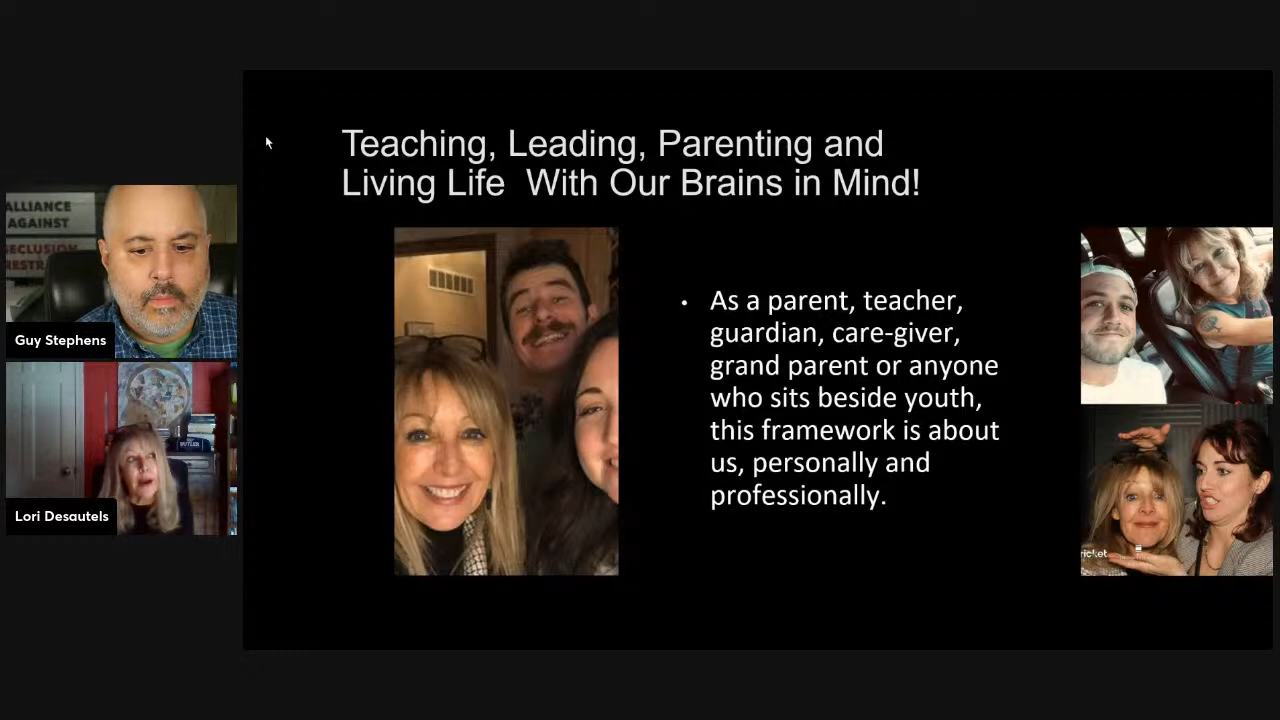 Teaching, Leading, Parenting and
Living Life With Our Brains in Mind!
• As a parent, teacher,
guardian, care-giver,
grand parent or anyone
who sits beside youth,
this framework is about
us, personally and
professionally.
ALLIANCE
AGAINST
SECLUSION
RESTR
Guy Stephens
BUTLER
Lori Desautels
ricket